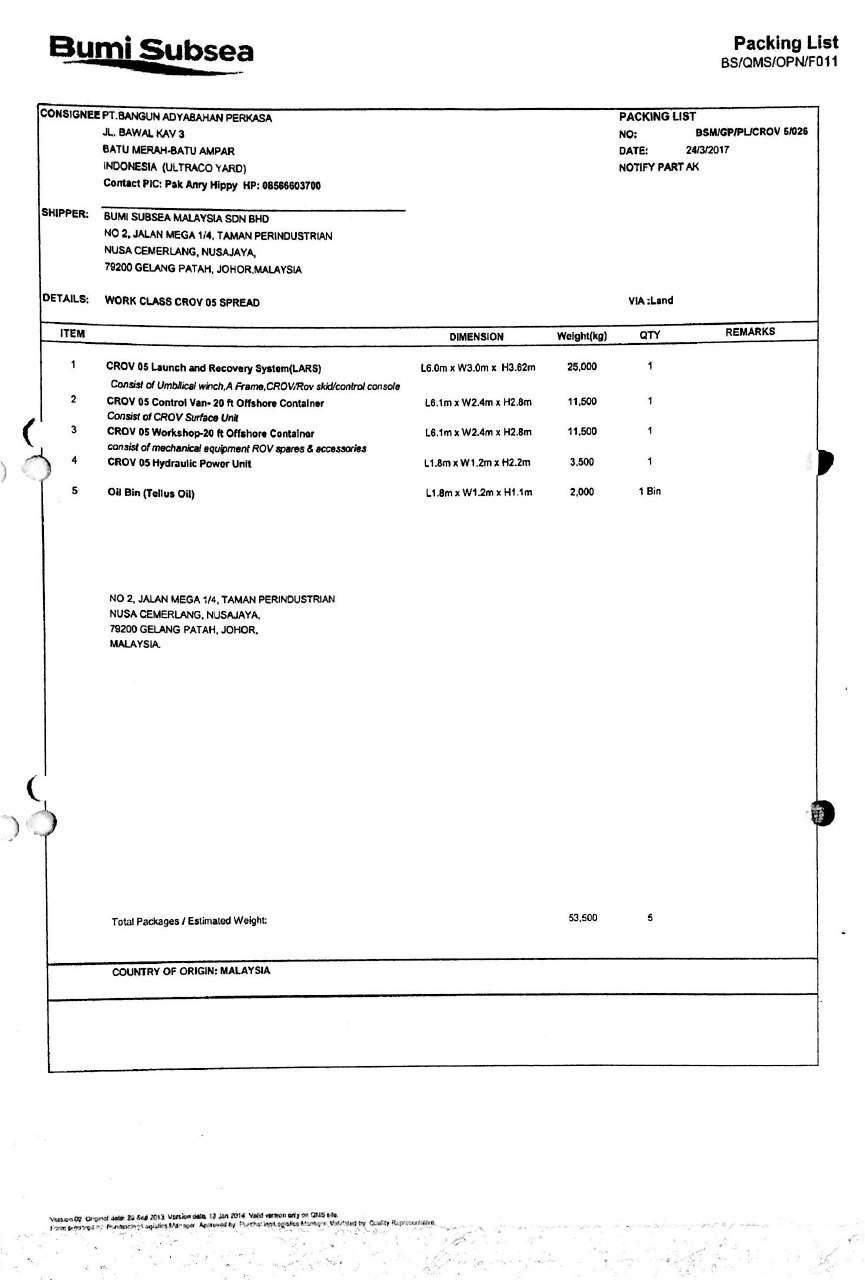 Bumi Subsea
Packing List
BS/QMS/OPN/F011
CONSIGNEE PT.BANGUN ADYABAHAN PERKASA
JL. BAWAL KAV 3
BATU MERAH-BATU AMPAR
INDONESIA (ULTRACO YARD)
Contact PIC: Pak Anry Hippy HP: 08566603700
PACKING LIST
NO: BSM/GP/PL/CROV 5/026
DATE: 24/3/2017
NOTIFY PART AK
SHIPPER: BUMI SUBSEA MALAYSIA SDN BHD
NO 2, JALAN MEGA 1/4, TAMAN PERINDUSTRIAN
NUSA CEMERLANG, NUSAJAYA,
79200 GELANG PATAH, JOHOR,MALAYSIA
DETAILS: WORK CLASS CROV 05 SPREAD VIA :Land
ITEM DIMENSION Weight(kg) QTY REMARKS
1 CROV 05 Launch and Recovery System(LARS) L6.0m x W3.0m x H3.62m 25,000 1
Consist of Umbilical winch,A Frame,CROV/Rov skid/control console
2 CROV 05 Control Van- 20 ft Offshore Container L6.1m x W2.4m x H2.8m 11,500 1
Consist of CROV Surface Unit
3 CROV 05 Workshop-20 ft Offshore Container L6.1m x W2.4m x H2.8m 11,500 1
consist of mechanical equipment ROV spares & accessories
4 CROV 05 Hydraulic Power Unit L1.8m x W1.2m x H2.2m 3,500 1
5 Oil Bin (Tellus Oil) L1.8m x W1.2m x H1.1m 2,000 1 Bin
NO 2, JALAN MEGA 1/4, TAMAN PERINDUSTRIAN
NUSA CEMERLANG, NUSAJAYA,
79200 GELANG PATAH, JOHOR,
MALAYSIA.
Total Packages / Estimated Weight: 53,500 5
COUNTRY OF ORIGIN: MALAYSIA
Version 02 Original date: 20 Sep 2013. Version date. 13 Jan 2014. Valid version only on QMS site.
Form prepared by: Purchasing/Logistics Manager Approved by Purchasing/Logistics Manager. Validated by Quality Representative.